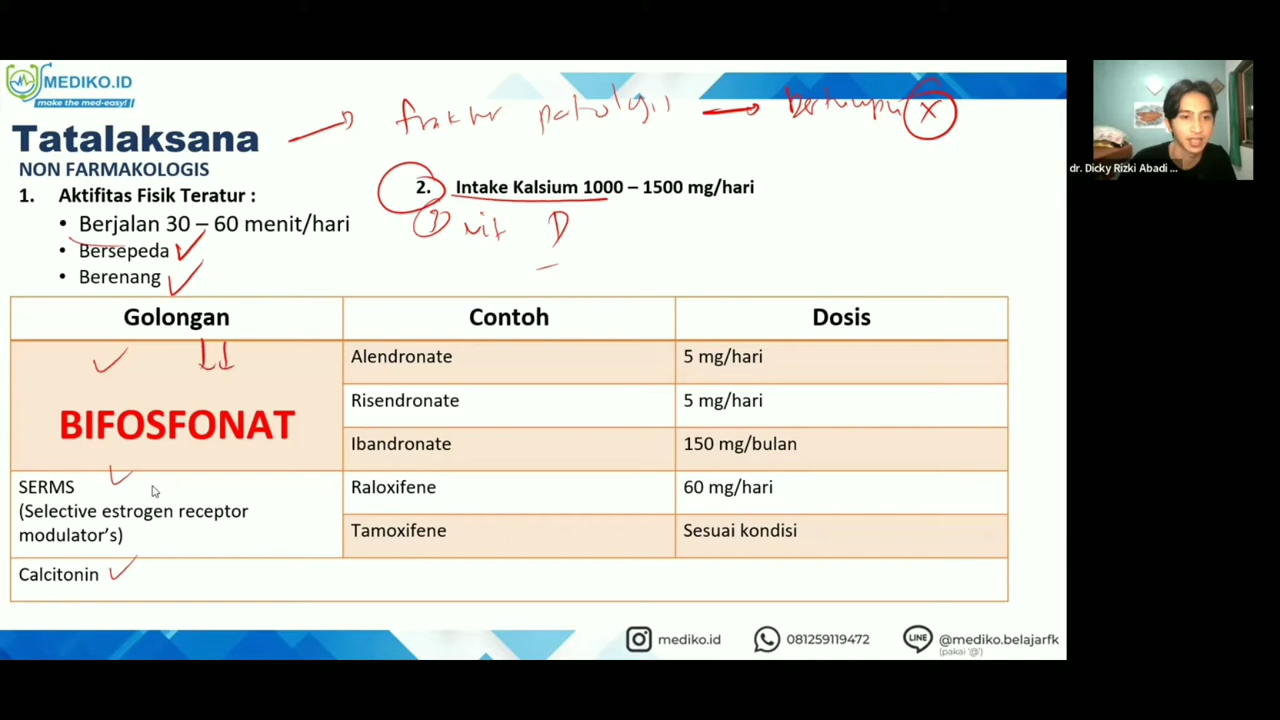 MEDIKO.ID
make the med-easy!
Tatalaksana
fraktur patologis
bertumpu X
dr. Dicky Rizki Abadi ...
NON FARMAKOLOGIS
1. Aktifitas Fisik Teratur :
• Berjalan 30 – 60 menit/hari
• Bersepeda
• Berenang
2. Intake Kalsium 1000 – 1500 mg/hari
vit D
Golongan Contoh Dosis
BIFOSFONAT
Alendronate 5 mg/hari
Risendronate 5 mg/hari
Ibandronate 150 mg/bulan
SERMS
(Selective estrogen receptor
modulator's)
Raloxifene 60 mg/hari
Tamoxifene Sesuai kondisi
Calcitonin
mediko.id 081259119472 LINE @mediko.belajarfk
(pakai '@')